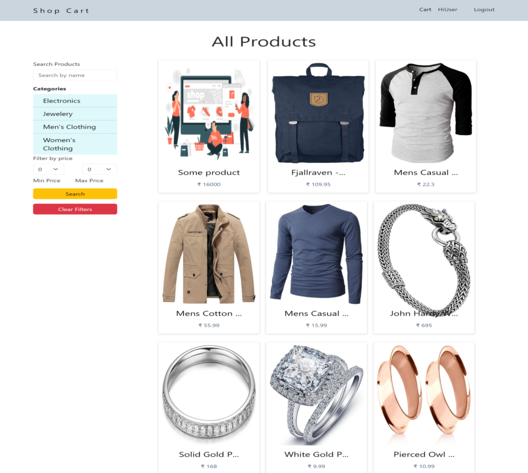 Shop Cart
Cart HiUser Logout
All Products
Search Products
Search by name
Categories
Electronics
Jewelery
Men's Clothing
Women's
Clothing
Filter by price
0 0
Min Price Max Price
Search
Clear Filters
shop
Some product
₹ 16000
Fjallraven -...
₹ 109.95
Mens Casual ...
₹ 22.3
Mens Cotton ...
₹ 55.99
Mens Casual ...
₹ 15.99
John Hardy W...
₹ 695
Solid Gold P...
₹ 168
White Gold P...
₹ 9.99
Pierced Owl ...
₹ 10.99